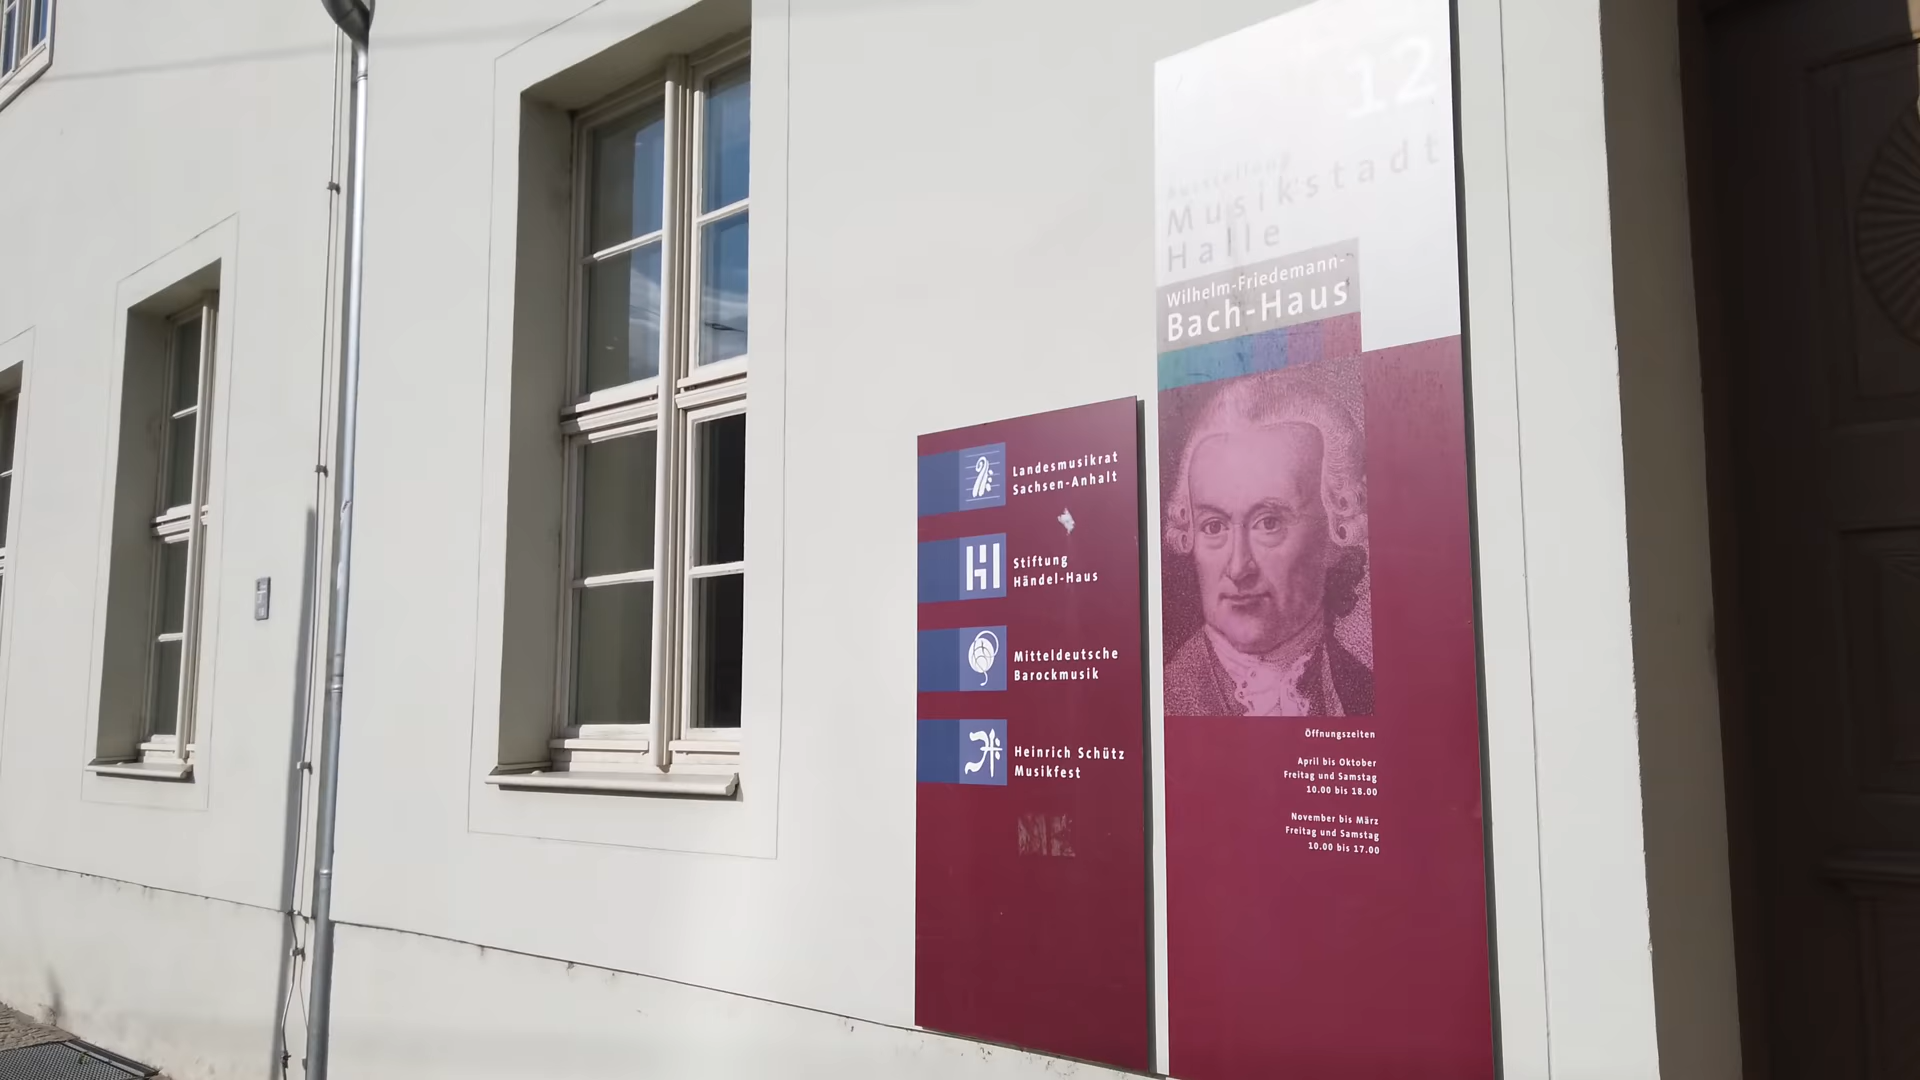 Landesmusikrat
Sachsen-Anhalt
Stiftung
Händel-Haus
Mitteldeutsche
Barockmusik
Heinrich Schütz
Musikfest
12
Ausstellung
Musikstadt
Halle
Wilhelm-Friedemann-
Bach-Haus
Öffnungszeiten
April bis Oktober
Freitag und Samstag
10.00 bis 18.00
November bis März
Freitag und Samstag
10.00 bis 17.00